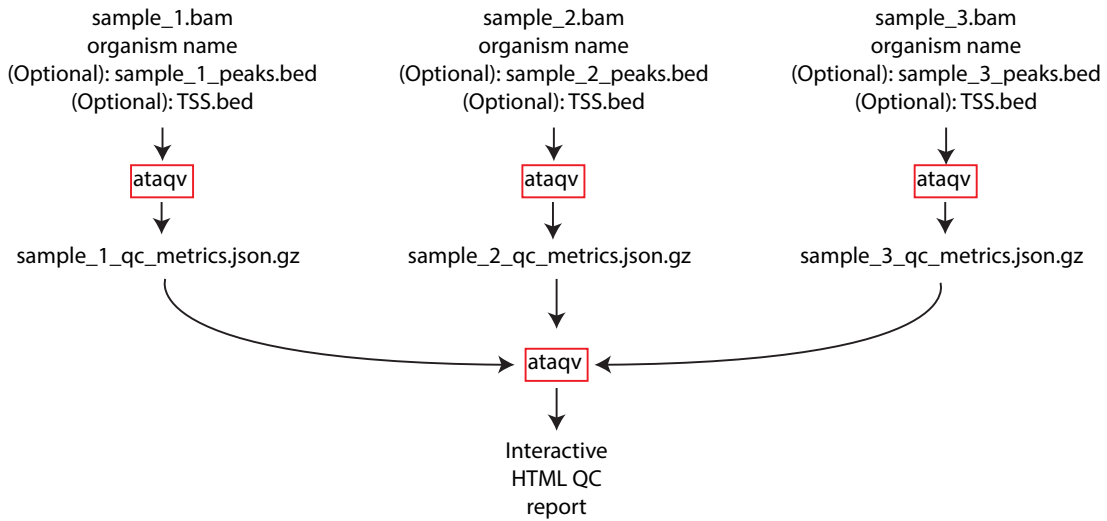 sample_1.bam
organism name
(Optional): sample_1_peaks.bed
(Optional): TSS.bed
sample_2.bam
organism name
(Optional): sample_2_peaks.bed
(Optional): TSS.bed
sample_3.bam
organism name
(Optional): sample_3_peaks.bed
(Optional): TSS.bed
ataqv
ataqv
ataqv
sample_1_qc_metrics.json.gz
sample_2_qc_metrics.json.gz
sample_3_qc_metrics.json.gz
ataqv
Interactive
HTML QC
report